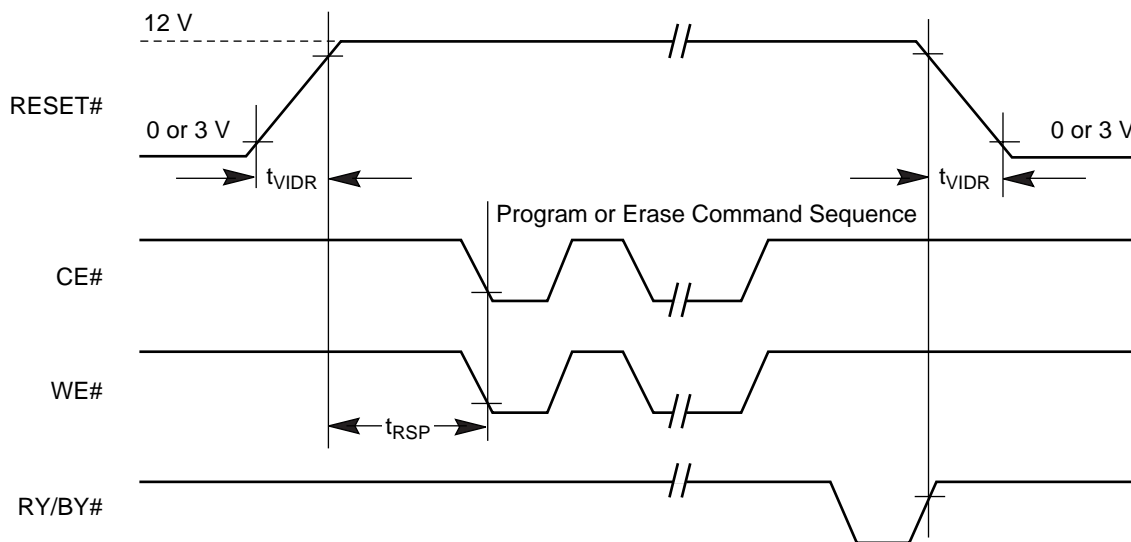 12 V
RESET#
0 or 3 V
0 or 3 V
tVIDR
tVIDR
Program or Erase Command Sequence
CE#
WE#
tRSP
RY/BY#